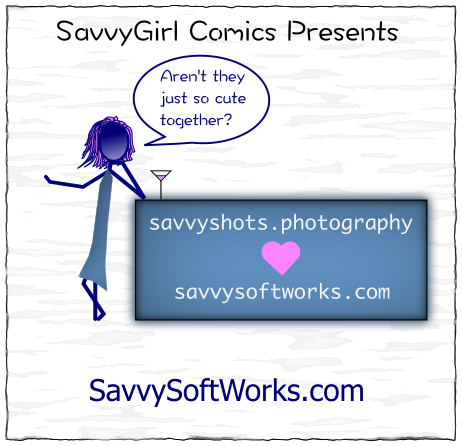 SavvyGirl Comics Presents
Aren't they
just so cute
together?
savvyshots.photography
savvysoftworks.com
SavvySoftWorks.com